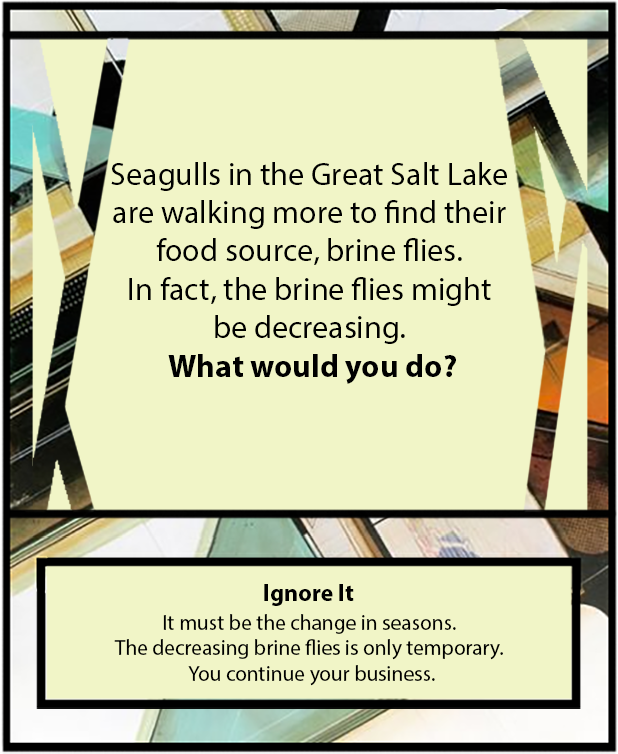 Seagulls in the Great Salt Lake
are walking more to find their
food source, brine flies.
In fact, the brine flies might
be decreasing.
What would you do?
Ignore It
It must be the change in seasons.
The decreasing brine flies is only temporary.
You continue your business.